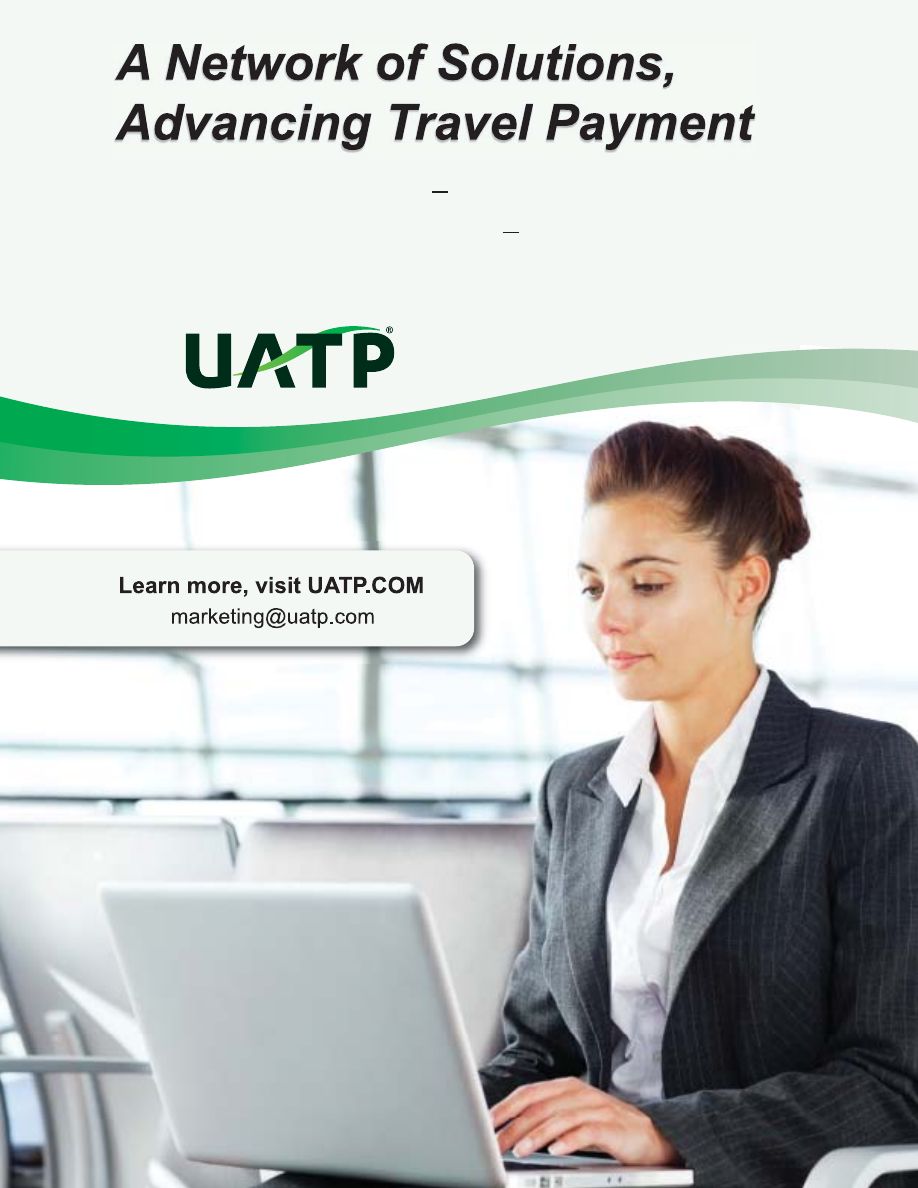 A Network of Solutions,
Advancing Travel Payment
—
—
UATP®
Learn more, visit UATP.COM
marketing@uatp.com